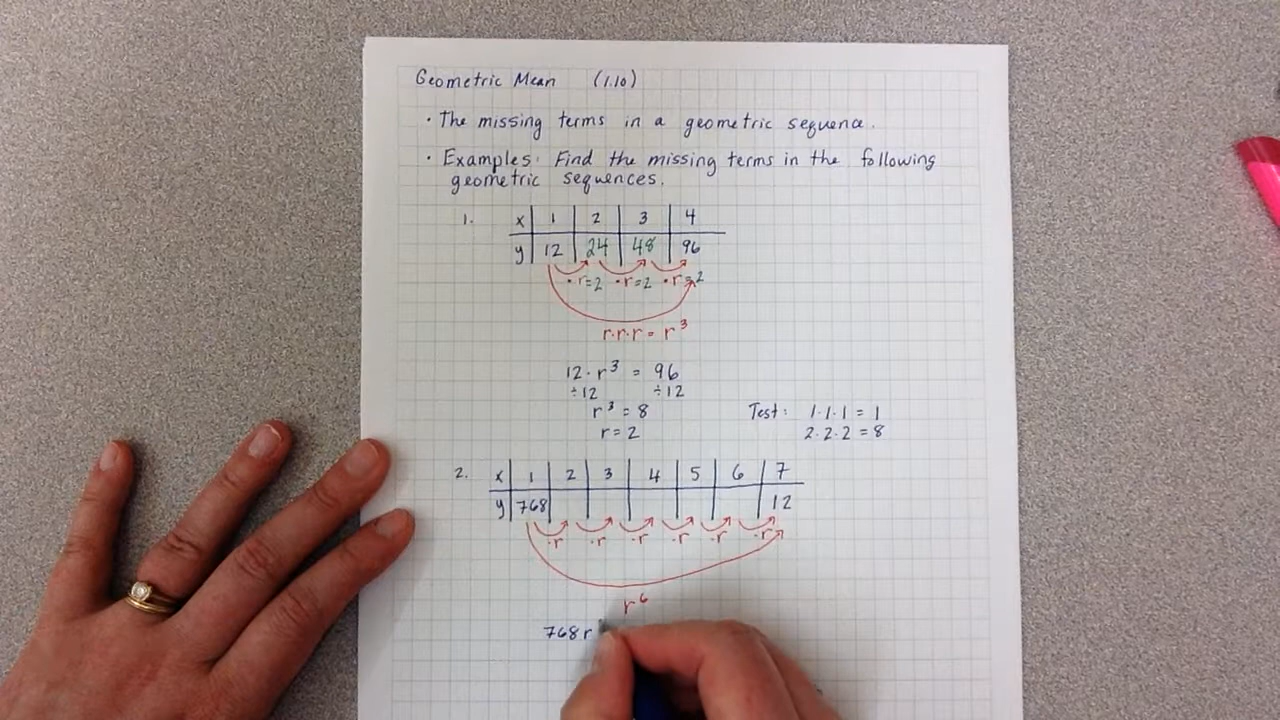 Geometric Mean (1.10)
• The missing terms in a geometric sequence.
• Examples: Find the missing terms in the following
geometric sequences.
1. x 1 2 3 4
y 12 24 48 96
·r=2 ·r=2 ·r=2
r·r·r = r³
12·r³ = 96
÷12 ÷12
r³ = 8 Test: 1·1·1 = 1
r=2 2·2·2 = 8
2. x 1 2 3 4 5 6 7
y 768 12
·r ·r ·r ·r ·r ·r
r⁶
768r